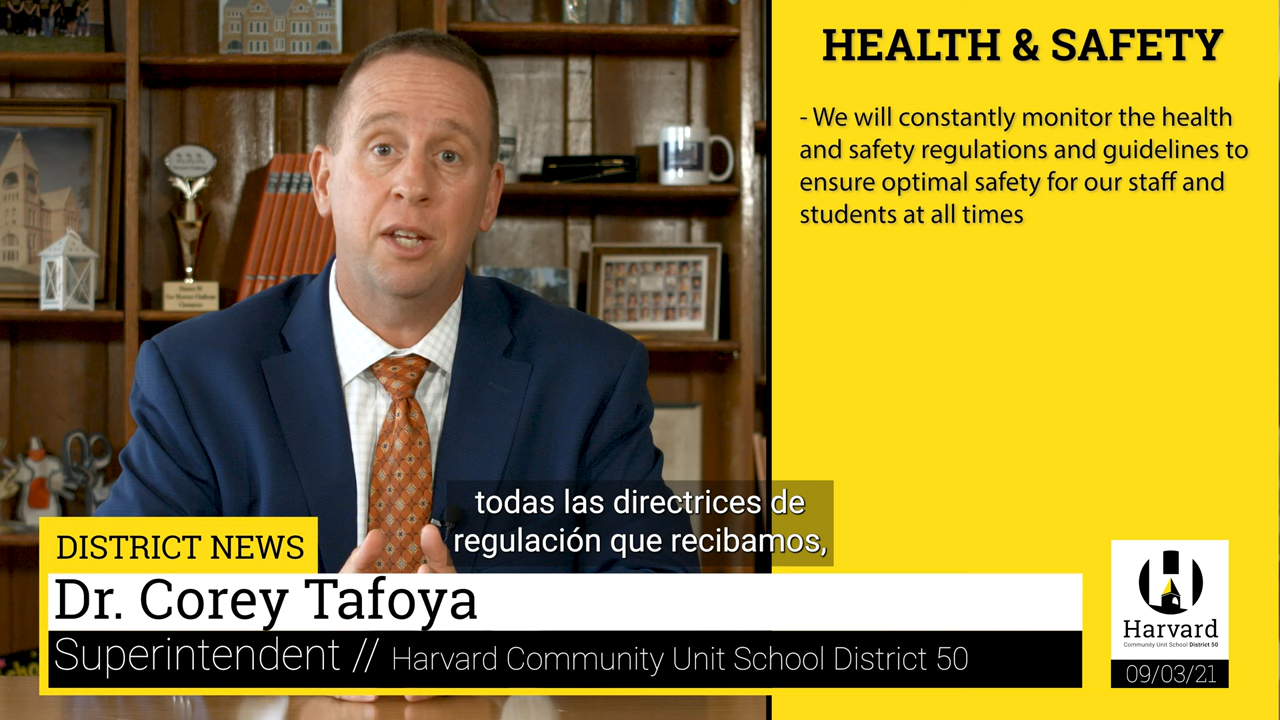 HEALTH & SAFETY
- We will constantly monitor the health
and safety regulations and guidelines to
ensure optimal safety for our staff and
students at all times
todas las directrices de
regulación que recibamos,
DISTRICT NEWS
Dr. Corey Tafoya
Superintendent // Harvard Community Unit School District 50
Harvard
Community Unit School District 50
09/03/21